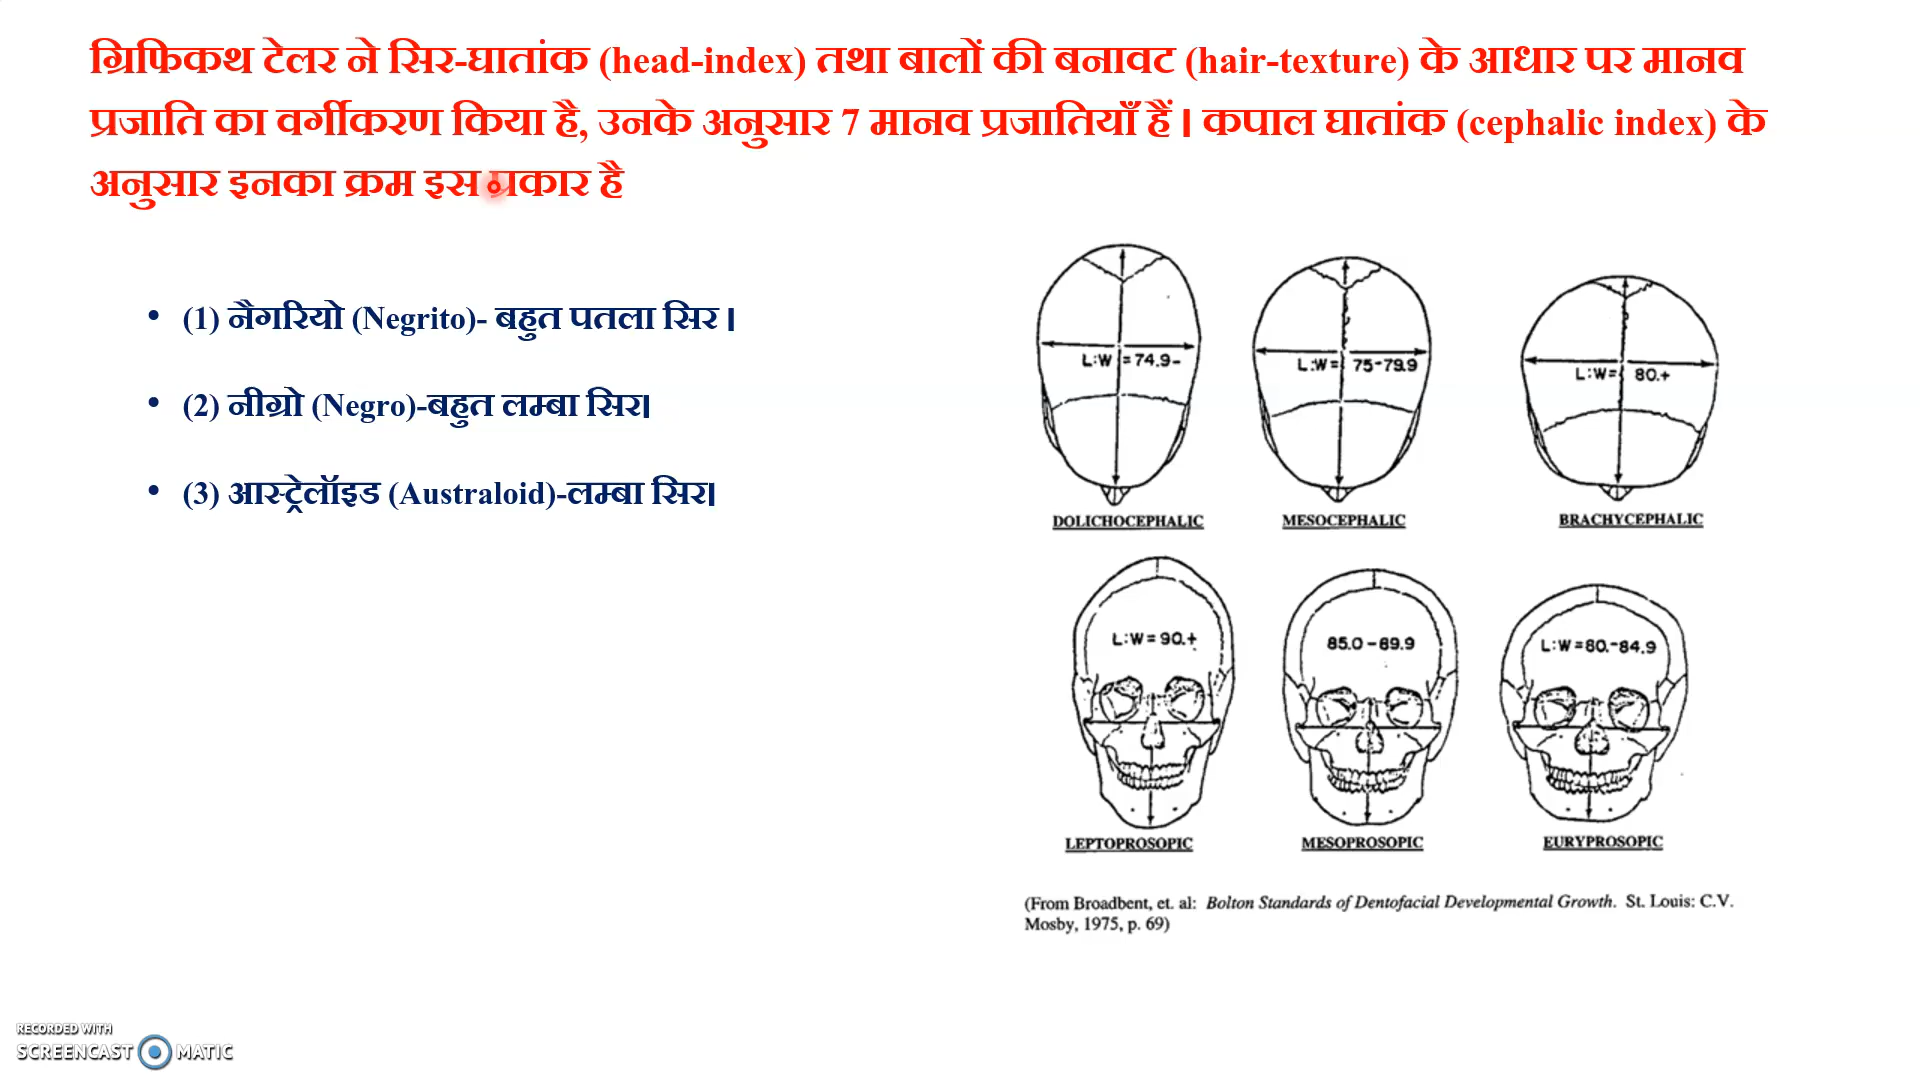 ग्रिफिकथ टेलर ने सिर-घातांक (head-index) तथा बालों की बनावट (hair-texture) के आधार पर मानव
प्रजाति का वर्गीकरण किया है, उनके अनुसार 7 मानव प्रजातियाँ हैं। कपाल घातांक (cephalic index) के
अनुसार इनका क्रम इस प्रकार है
• (1) नैगरियो (Negrito)- बहुत पतला सिर ।
• (2) नीग्रो (Negro)-बहुत लम्बा सिर।
• (3) आस्ट्रेलॉइड (Australoid)-लम्बा सिर।
L:W=74.9-
L:W= 75-79.9
L:W= 80.+
DOLICHOCEPHALIC
MESOCEPHALIC
BRACHYCEPHALIC
L:W=90.+
85.0-89.9
L:W=80.-84.9
LEPTOPROSOPIC
MESOPROSOPIC
EURYPROSOPIC
(From Broadbent, et. al: Bolton Standards of Dentofacial Developmental Growth. St. Louis: C.V.
Mosby, 1975, p. 69)
RECORDED WITH
SCREENCAST MATIC